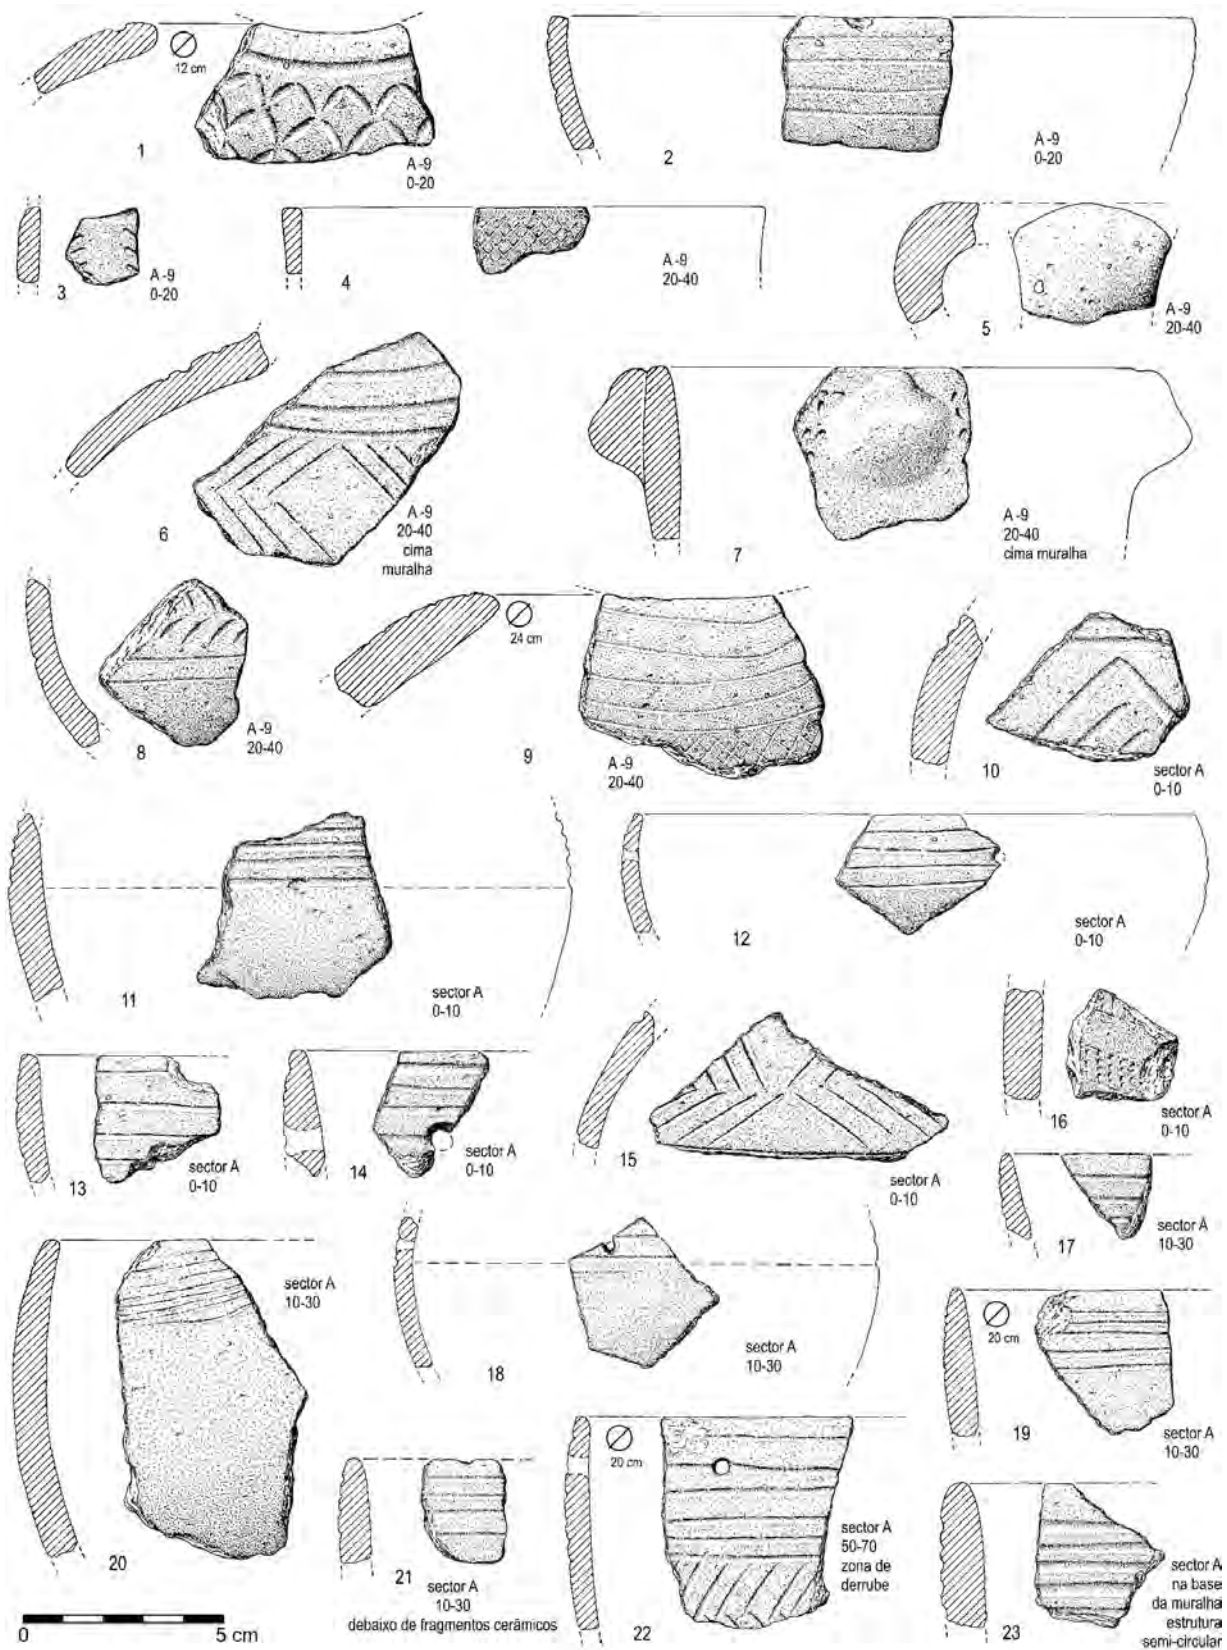 12 cm
1
A -9
0-20
2
A -9
0-20
3
A -9
0-20
4
A -9
20-40
5
A -9
20-40
6
A -9
20-40
cima
muralha
7
A -9
20-40
cima muralha
8
A -9
20-40
24 cm
9
A -9
20-40
10
sector A
0-10
11
sector A
0-10
12
sector A
0-10
13
sector A
0-10
14
sector A
0-10
15
sector A
0-10
16
sector A
0-10
17
sector A
10-30
20
sector A
10-30
18
sector A
10-30
20 cm
19
sector A
10-30
21
sector A
10-30
debaixo de fragmentos cerâmicos
20 cm
22
sector A
50-70
zona de
derrube
23
sector A
na base
da muralha
estrutura
semi-circular
0 5 cm